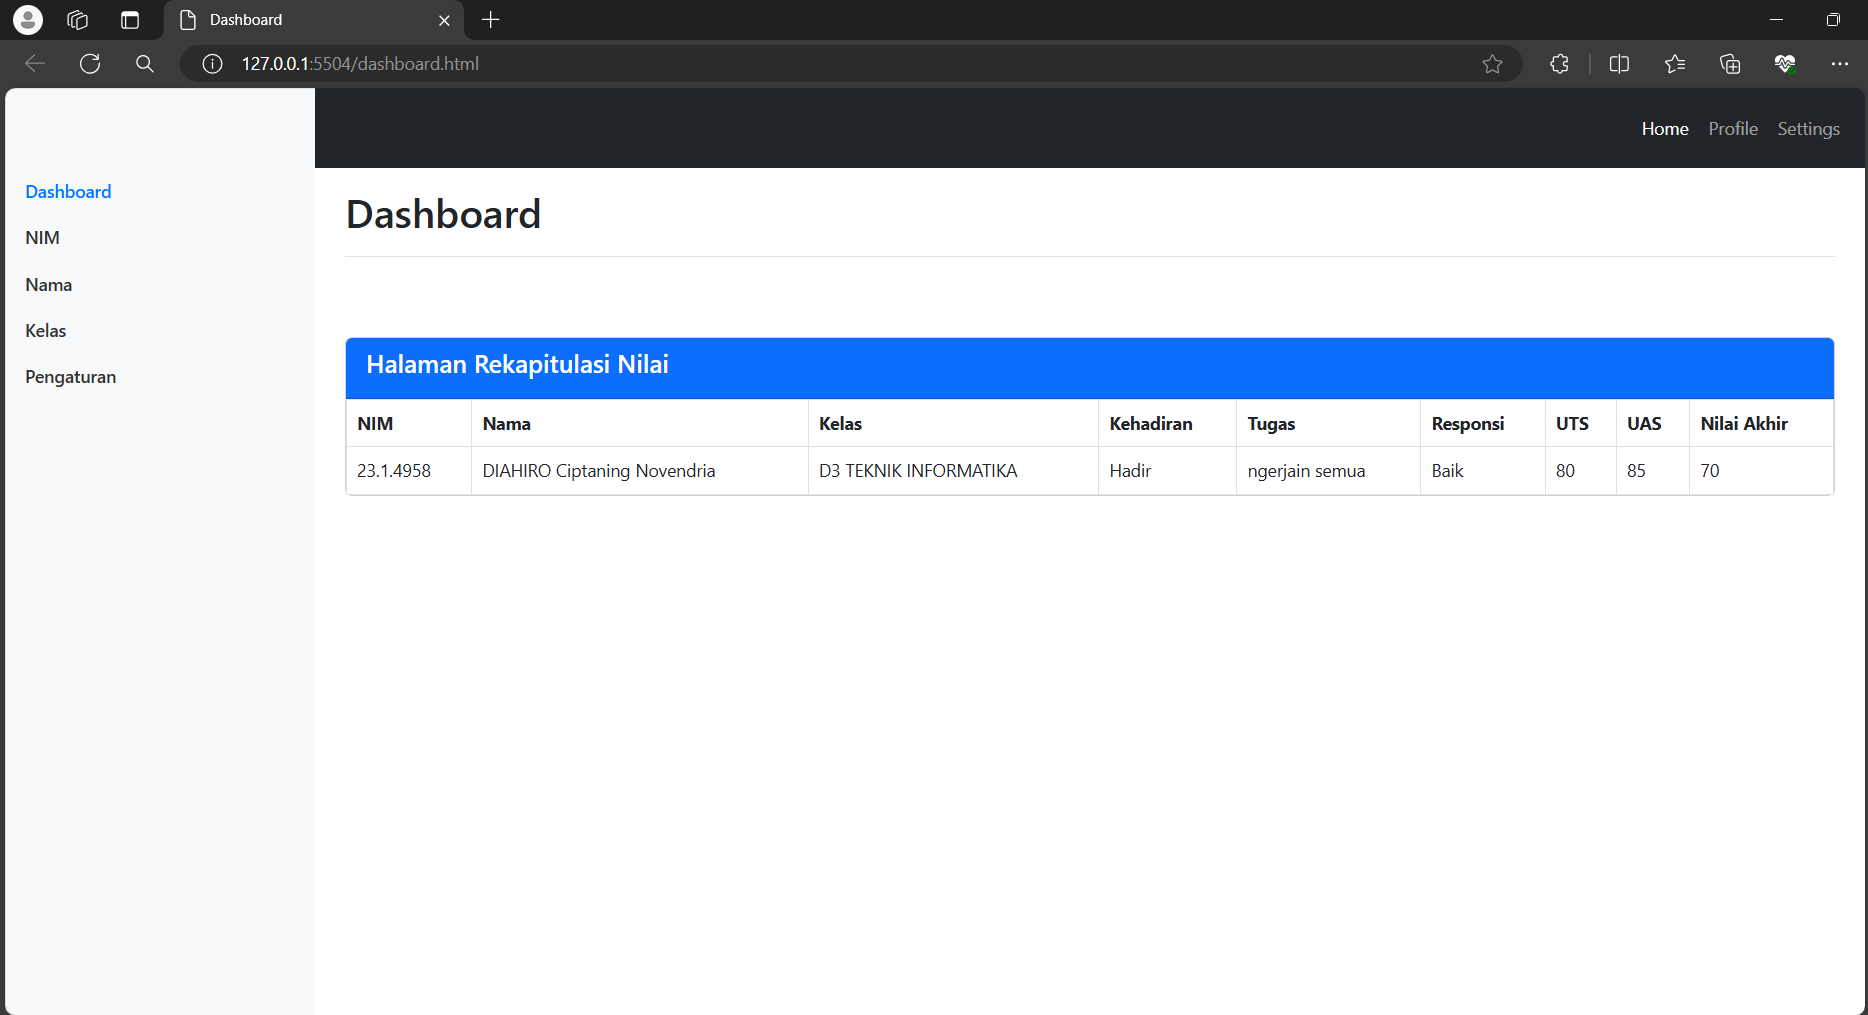 Dashboard
127.0.0.1:5504/dashboard.html
Home Profile Settings
Dashboard
NIM
Nama
Kelas
Pengaturan
Dashboard
Halaman Rekapitulasi Nilai
NIM Nama Kelas Kehadiran Tugas Responsi UTS UAS Nilai Akhir
23.1.4958 DIAHIRO Ciptaning Novendria D3 TEKNIK INFORMATIKA Hadir ngerjain semua Baik 80 85 70